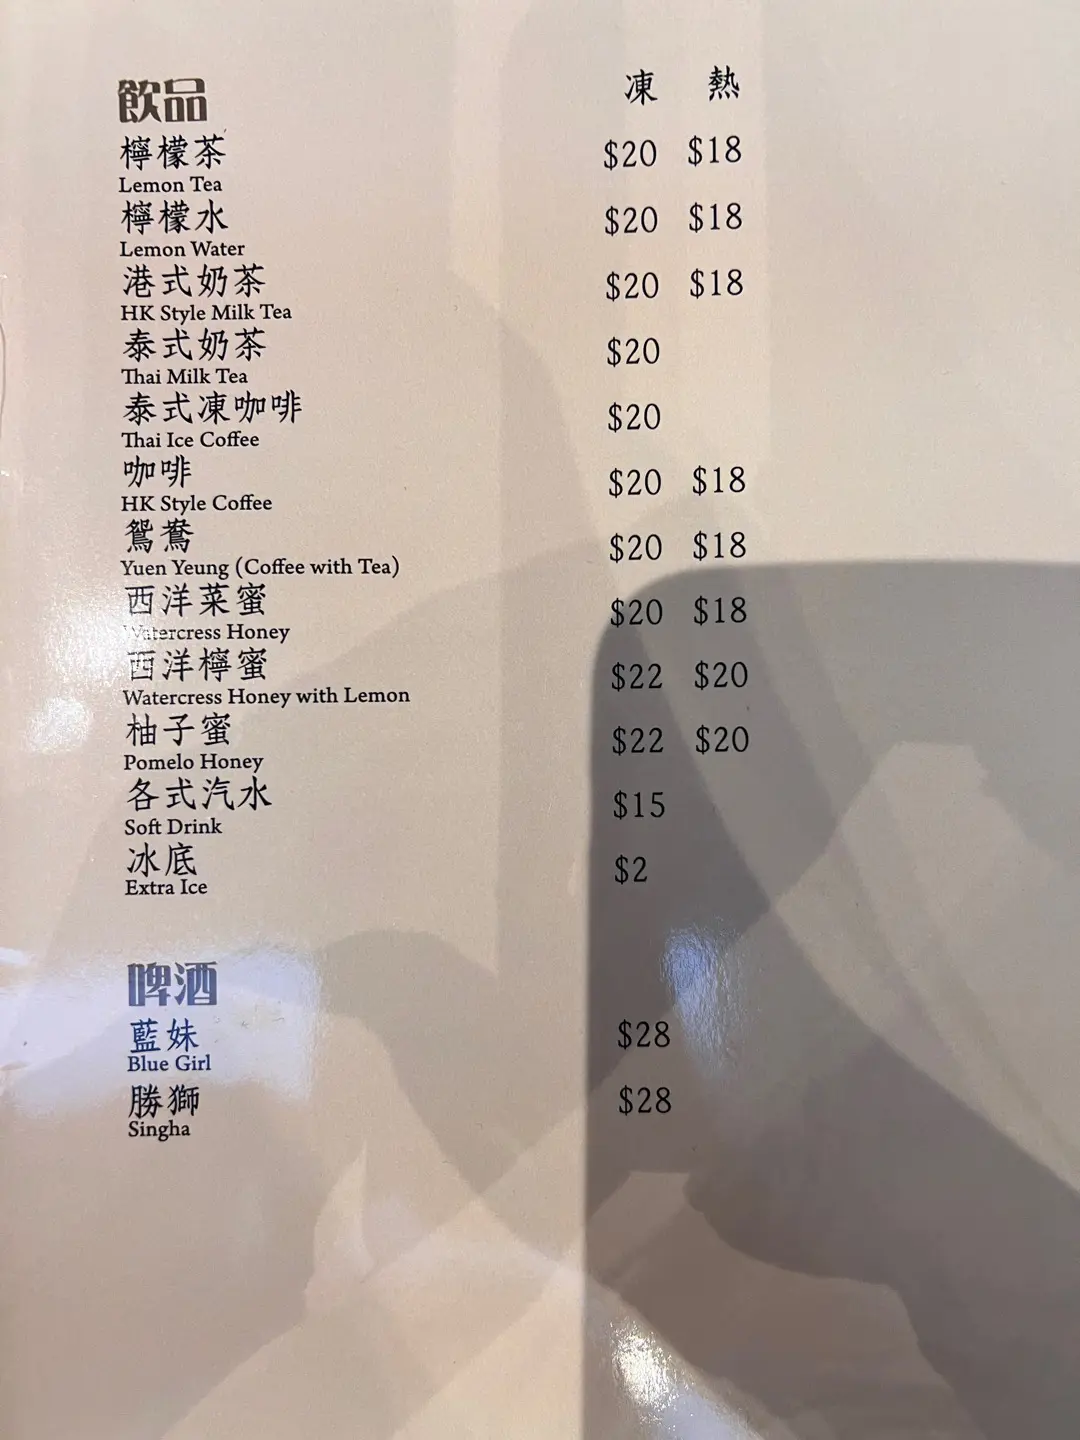 飲品 凍 熱
檸檬茶 $20 $18
Lemon Tea
檸檬水 $20 $18
Lemon Water
港式奶茶 $20 $18
HK Style Milk Tea
泰式奶茶 $20
Thai Milk Tea
泰式凍咖啡 $20
Thai Ice Coffee
咖啡 $20 $18
HK Style Coffee
鴛鴦 $20 $18
Yuen Yeung (Coffee with Tea)
西洋菜蜜 $20 $18
Watercress Honey
西洋檸蜜 $22 $20
Watercress Honey with Lemon
柚子蜜 $22 $20
Pomelo Honey
各式汽水 $15
Soft Drink
冰底 $2
Extra Ice
啤酒
藍妹 $28
Blue Girl
勝獅 $28
Singha